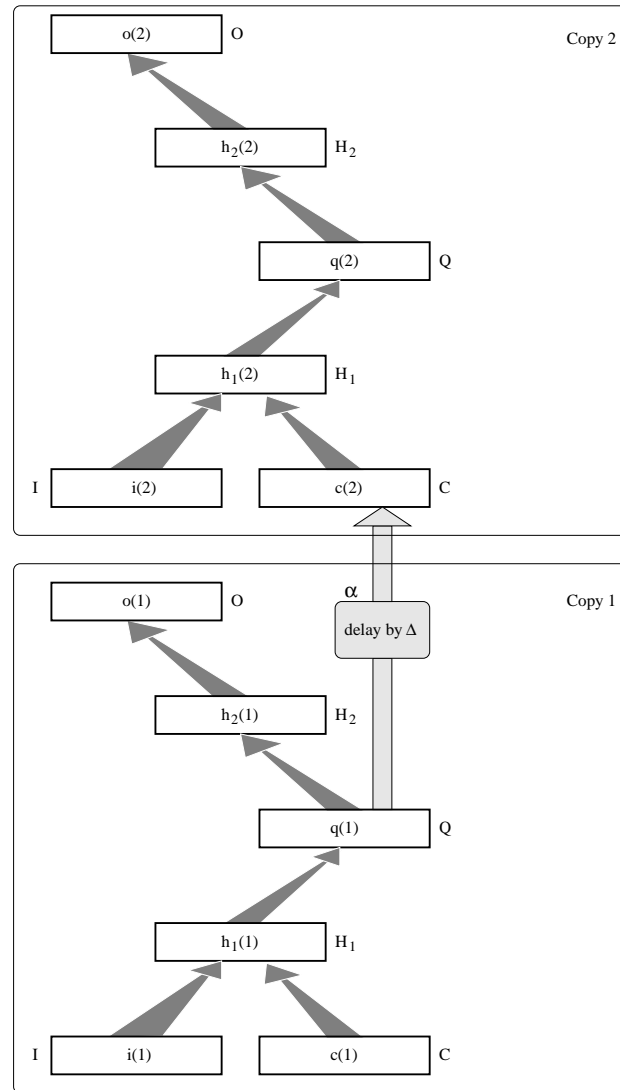 o(2) O Copy 2
h₂(2) H₂
q(2) Q
h₁(2) H₁
I i(2) c(2) C
α
o(1) O Copy 1
delay by Δ
h₂(1) H₂
q(1) Q
h₁(1) H₁
I i(1) c(1) C